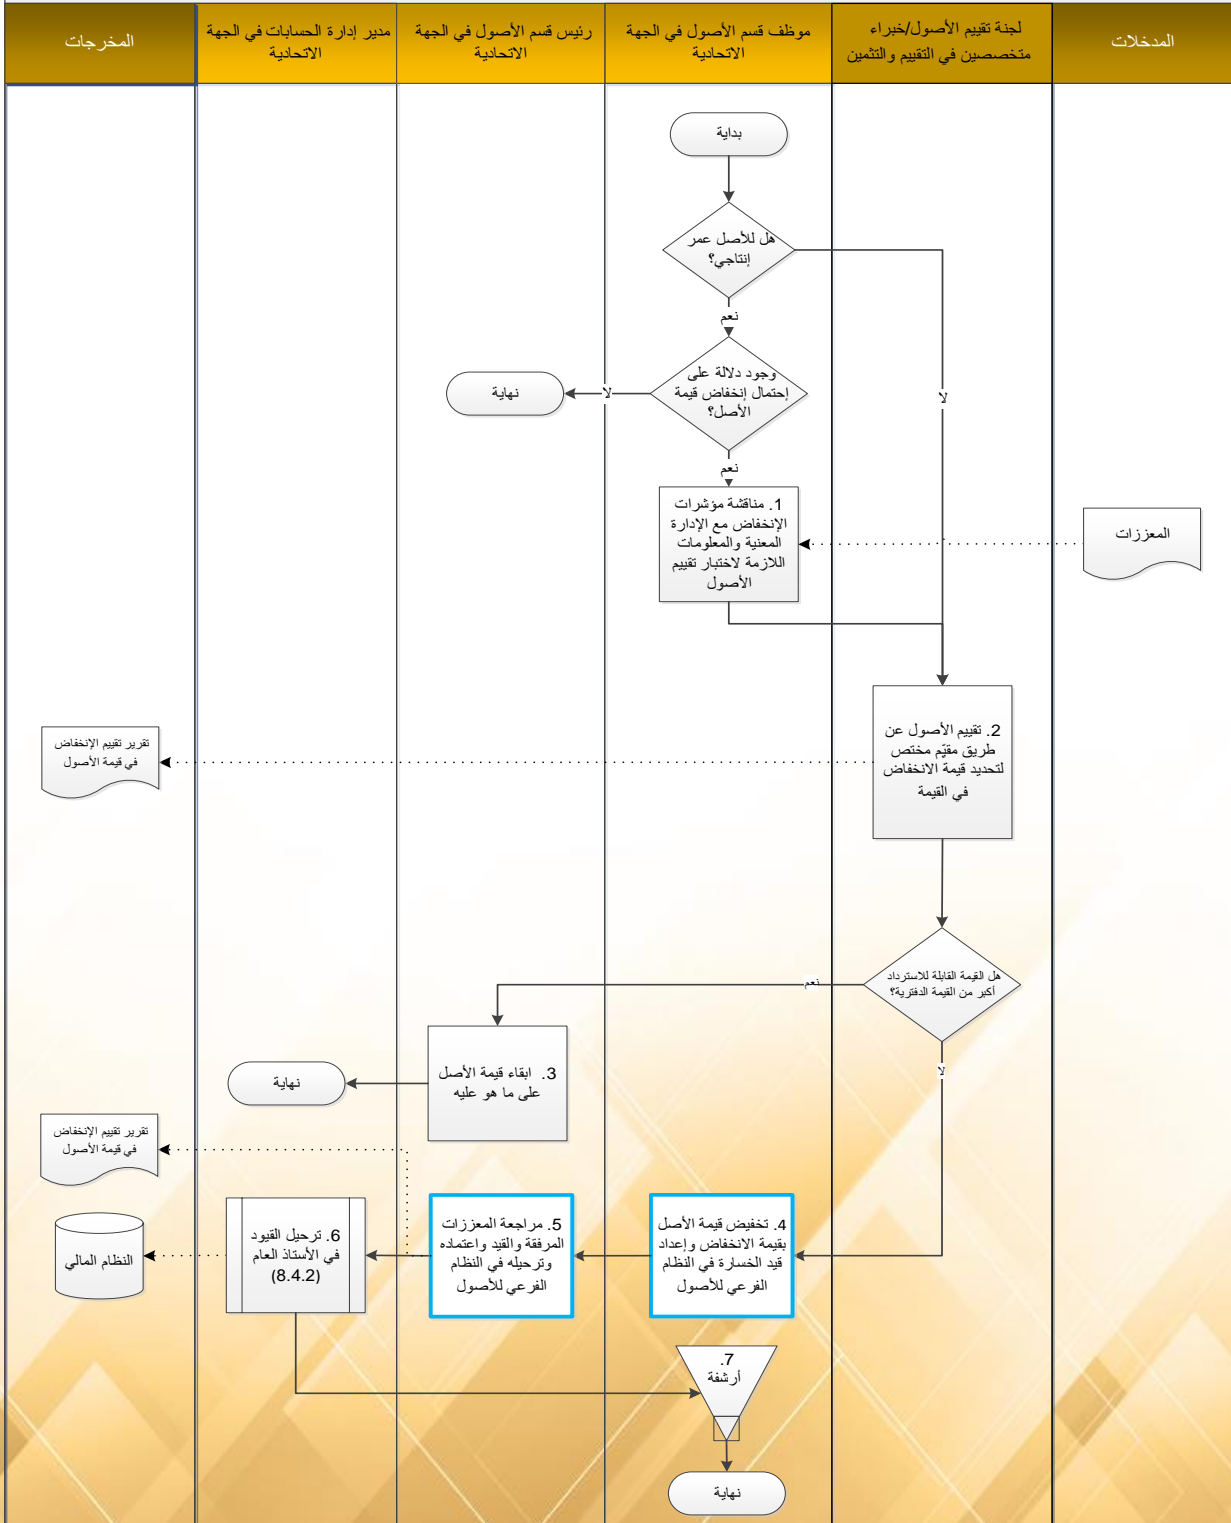 المدخلات
لجنة تقييم الأصول/خبراء
متخصصين في التقييم والتثمين
موظف قسم الأصول في الجهة
الاتحادية
رئيس قسم الأصول في الجهة
الاتحادية
مدير إدارة الحسابات في الجهة
الاتحادية
المخرجات
بداية
هل للأصل عمر
إنتاجي؟
نعم
لا
وجود دلالة على
إحتمال إنخفاض قيمة
الأصل؟
لا
نهاية
نعم
1. مناقشة مؤشرات
الإنخفاض مع الإدارة
المعنية والمعلومات
اللازمة لاختبار تقييم
الأصول
المعززات
2. تقييم الأصول عن
طريق مقيّم مختص
لتحديد قيمة الانخفاض
في القيمة
تقرير تقييم الإنخفاض
في قيمة الأصول
هل القيمة القابلة للاسترداد
أكبر من القيمة الدفترية؟
نعم
لا
3. ابقاء قيمة الأصل
على ما هو عليه
نهاية
تقرير تقييم الإنخفاض
في قيمة الأصول
4. تخفيض قيمة الأصل
بقيمة الانخفاض وإعداد
قيد الخسارة في النظام
الفرعي للأصول
5. مراجعة المعززات
المرفقة والقيد واعتماده
وترحيله في النظام
الفرعي للأصول
6. ترحيل القيود
في الأستاذ العام
(8.4.2)
النظام المالي
7.
أرشفة
نهاية